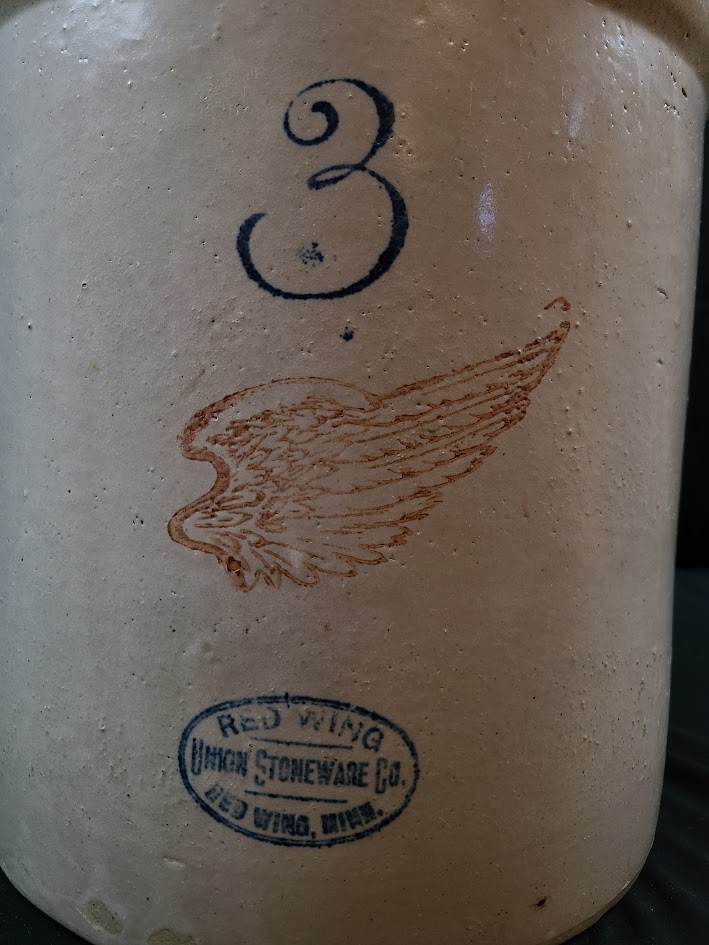 3
RED WING
UNION STONEWARE CO.
RED WING, MINN.